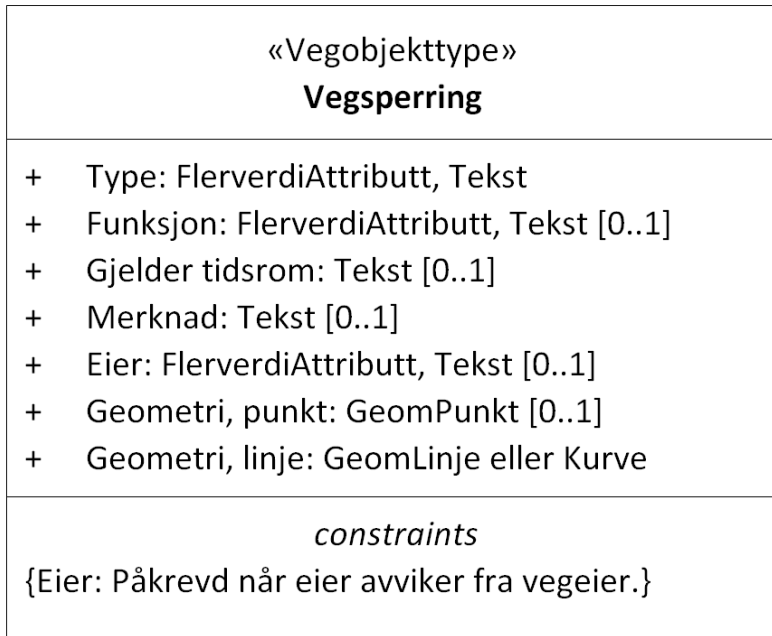 «Vegobjekttype»
Vegsperring
+ Type: FlerverdiAttributt, Tekst
+ Funksjon: FlerverdiAttributt, Tekst [0..1]
+ Gjelder tidsrom: Tekst [0..1]
+ Merknad: Tekst [0..1]
+ Eier: FlerverdiAttributt, Tekst [0..1]
+ Geometri, punkt: GeomPunkt [0..1]
+ Geometri, linje: GeomLinje eller Kurve
constraints
{Eier: Påkrevd når eier avviker fra vegeier.}